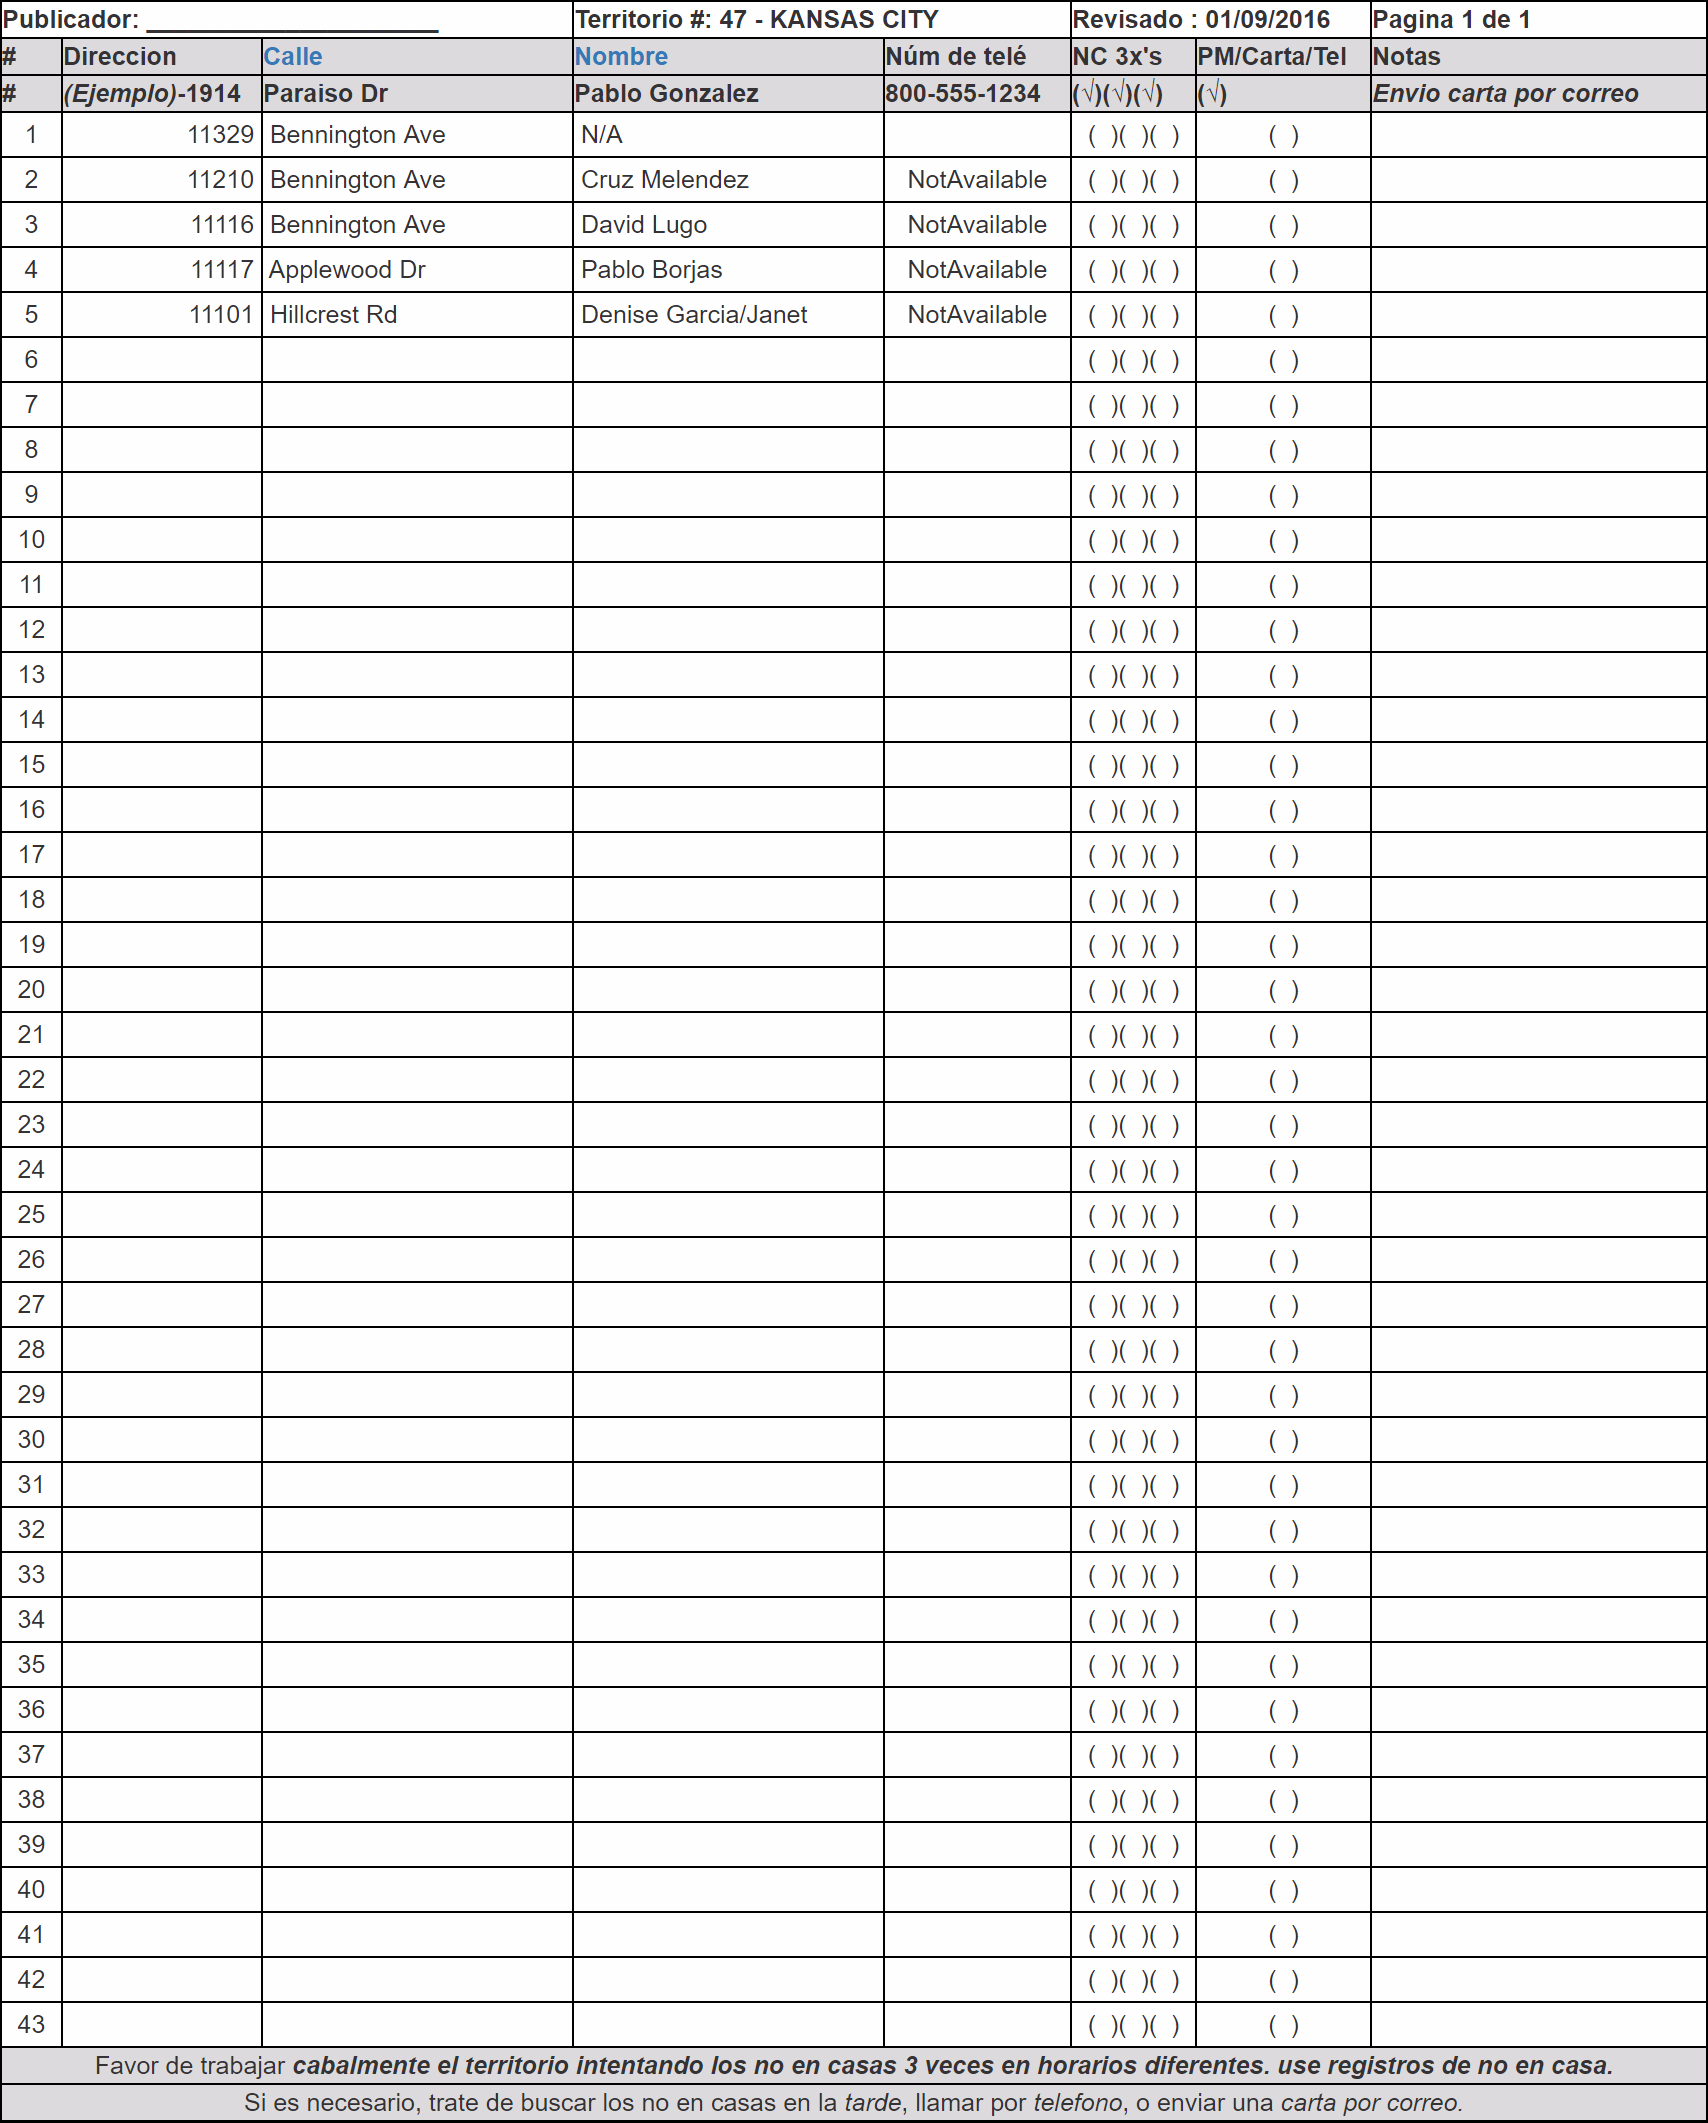 Publicador: _____________________ Territorio #: 47 - KANSAS CITY Revisado : 01/09/2016 Pagina 1 de 1
# Direccion Calle Nombre Núm de telé NC 3x's PM/Carta/Tel Notas
# (Ejemplo)-1914 Paraiso Dr Pablo Gonzalez 800-555-1234 (√)(√)(√) (√) Envio carta por correo
1 11329 Bennington Ave N/A ( )( )( ) ( )
2 11210 Bennington Ave Cruz Melendez NotAvailable ( )( )( ) ( )
3 11116 Bennington Ave David Lugo NotAvailable ( )( )( ) ( )
4 11117 Applewood Dr Pablo Borjas NotAvailable ( )( )( ) ( )
5 11101 Hillcrest Rd Denise Garcia/Janet NotAvailable ( )( )( ) ( )
6 ( )( )( ) ( )
7 ( )( )( ) ( )
8 ( )( )( ) ( )
9 ( )( )( ) ( )
10 ( )( )( ) ( )
11 ( )( )( ) ( )
12 ( )( )( ) ( )
13 ( )( )( ) ( )
14 ( )( )( ) ( )
15 ( )( )( ) ( )
16 ( )( )( ) ( )
17 ( )( )( ) ( )
18 ( )( )( ) ( )
19 ( )( )( ) ( )
20 ( )( )( ) ( )
21 ( )( )( ) ( )
22 ( )( )( ) ( )
23 ( )( )( ) ( )
24 ( )( )( ) ( )
25 ( )( )( ) ( )
26 ( )( )( ) ( )
27 ( )( )( ) ( )
28 ( )( )( ) ( )
29 ( )( )( ) ( )
30 ( )( )( ) ( )
31 ( )( )( ) ( )
32 ( )( )( ) ( )
33 ( )( )( ) ( )
34 ( )( )( ) ( )
35 ( )( )( ) ( )
36 ( )( )( ) ( )
37 ( )( )( ) ( )
38 ( )( )( ) ( )
39 ( )( )( ) ( )
40 ( )( )( ) ( )
41 ( )( )( ) ( )
42 ( )( )( ) ( )
43 ( )( )( ) ( )
Favor de trabajar cabalmente el territorio intentando los no en casas 3 veces en horarios diferentes. use registros de no en casa.
Si es necesario, trate de buscar los no en casas en la tarde, llamar por telefono, o enviar una carta por correo.